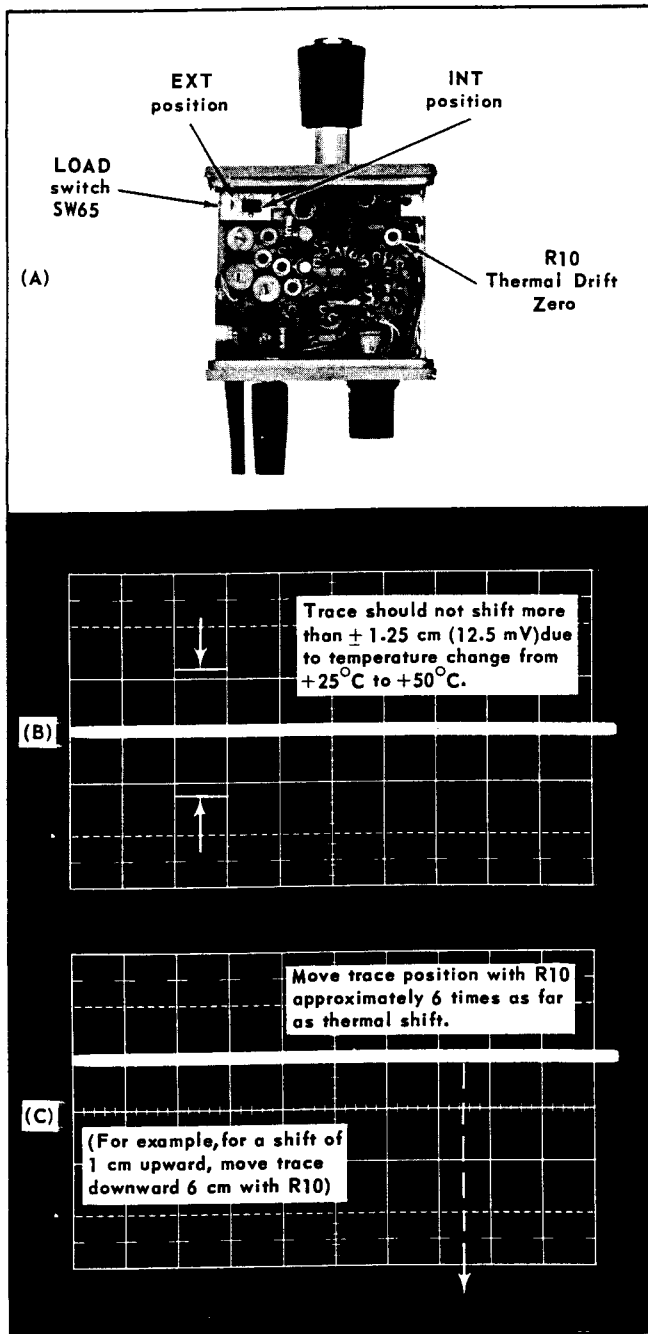 EXT
position
INT
position
LOAD
switch
SW65
(A)
R10
Thermal Drift
Zero
Trace should not shift more
than ± 1.25 cm (12.5 mV)due
to temperature change from
+25°C to +50°C.
(B)
Move trace position with R10
approximately 6 times as far
as thermal shift.
(C)
(For example,for a shift of
1 cm upward, move trace
downward 6 cm with R10)